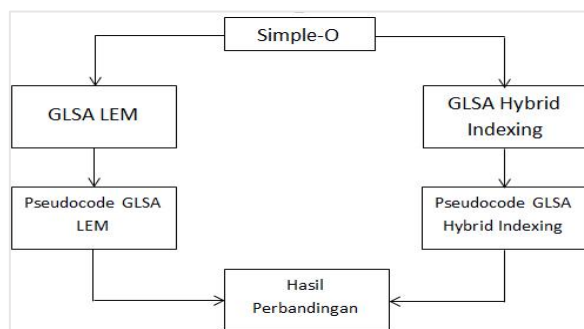 Simple-O
GLSA LEM
GLSA Hybrid
Indexing
Pseudocode GLSA
LEM
Pseudocode GLSA
Hybrid Indexing
Hasil
Perbandingan